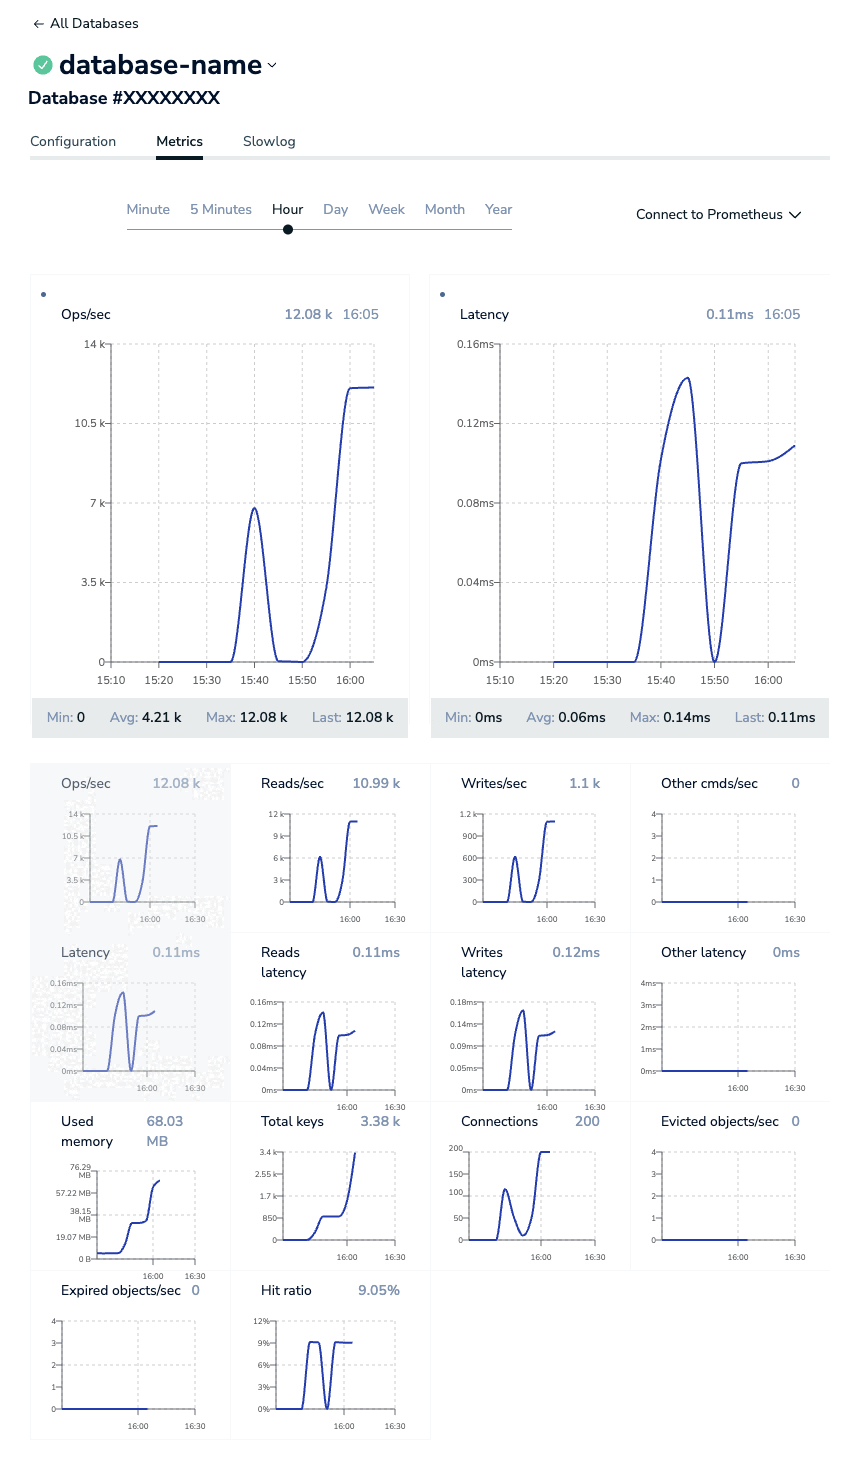 ← All Databases
database-name
Database #XXXXXXXX
Configuration Metrics Slowlog
Minute 5 Minutes Hour Day Week Month Year
Connect to Prometheus
Ops/sec 12.08 k 16:05
14 k
10.5 k
7 k
3.5 k
0
15:10 15:20 15:30 15:40 15:50 16:00
Min: 0 Avg: 4.21 k Max: 12.08 k Last: 12.08 k
Latency 0.11ms 16:05
0.16ms
0.12ms
0.08ms
0.04ms
0ms
15:10 15:20 15:30 15:40 15:50 16:00
Min: 0ms Avg: 0.06ms Max: 0.14ms Last: 0.11ms
Ops/sec 12.08 k
14 k
10.5 k
7 k
3.5 k
0
16:00 16:30
Reads/sec 10.99 k
12 k
9 k
6 k
3 k
0
16:00 16:30
Writes/sec 1.1 k
1.2 k
900
600
300
0
16:00 16:30
Other cmds/sec 0
4
3
2
1
0
16:00 16:30
Latency 0.11ms
0.16ms
0.12ms
0.08ms
0.04ms
0ms
16:00 16:30
Reads 0.11ms
latency
0.16ms
0.12ms
0.08ms
0.04ms
0ms
16:00 16:30
Writes 0.12ms
latency
0.18ms
0.14ms
0.09ms
0.05ms
0ms
16:00 16:30
Other latency 0ms
4ms
3ms
2ms
1ms
0ms
16:00 16:30
Used 68.03
memory MB
76.29
MB
57.22 MB
38.15
MB
19.07 MB
0 B
16:00 16:30
Total keys 3.38 k
3.4 k
2.55 k
1.7 k
850
0
16:00 16:30
Connections 200
200
150
100
50
0
16:00 16:30
Evicted objects/sec 0
4
3
2
1
0
16:00 16:30
Expired objects/sec 0
4
3
2
1
0
16:00 16:30
Hit ratio 9.05%
12%
9%
6%
3%
0%
16:00 16:30